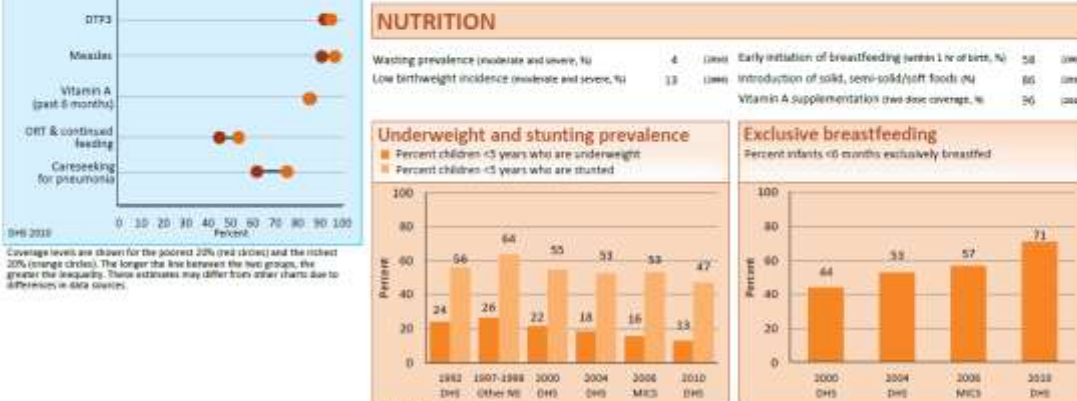 DTP3
Measles
Vitamin A
(past 6 months)
ORT & continued
feeding
Careseeking
for pneumonia
0 10 20 30 40 50 60 70 80 90 100
Percent
DHS 2010
Coverage levels are shown for the poorest 20% (red circles) and the richest
20% (orange circles). The longer the line between the two groups, the
greater the inequality. These estimates may differ from other charts due to
differences in data sources.
NUTRITION
Wasting prevalence (moderate and severe, %) 4
Low birthweight incidence (moderate and severe, %) 13
Early initiation of breastfeeding (within 1 hr of birth, %) 58
Introduction of solid, semi-solid/soft foods (%) 86
Vitamin A supplementation (two dose coverage, % 96
Underweight and stunting prevalence
Percent children <5 years who are underweight
Percent children <5 years who are stunted
Percent
100
80
60
40
20
0
24 56 26 64 22 55 18 53 16 53 13 47
1992 1997-1998 2000 2004 2006 2010
DHS Other NS DHS DHS MICS DHS
Exclusive breastfeeding
Percent infants <6 months exclusively breastfed
Percent
100
80
60
40
20
0
44 53 57 71
2000 2004 2006 2010
DHS DHS MICS DHS